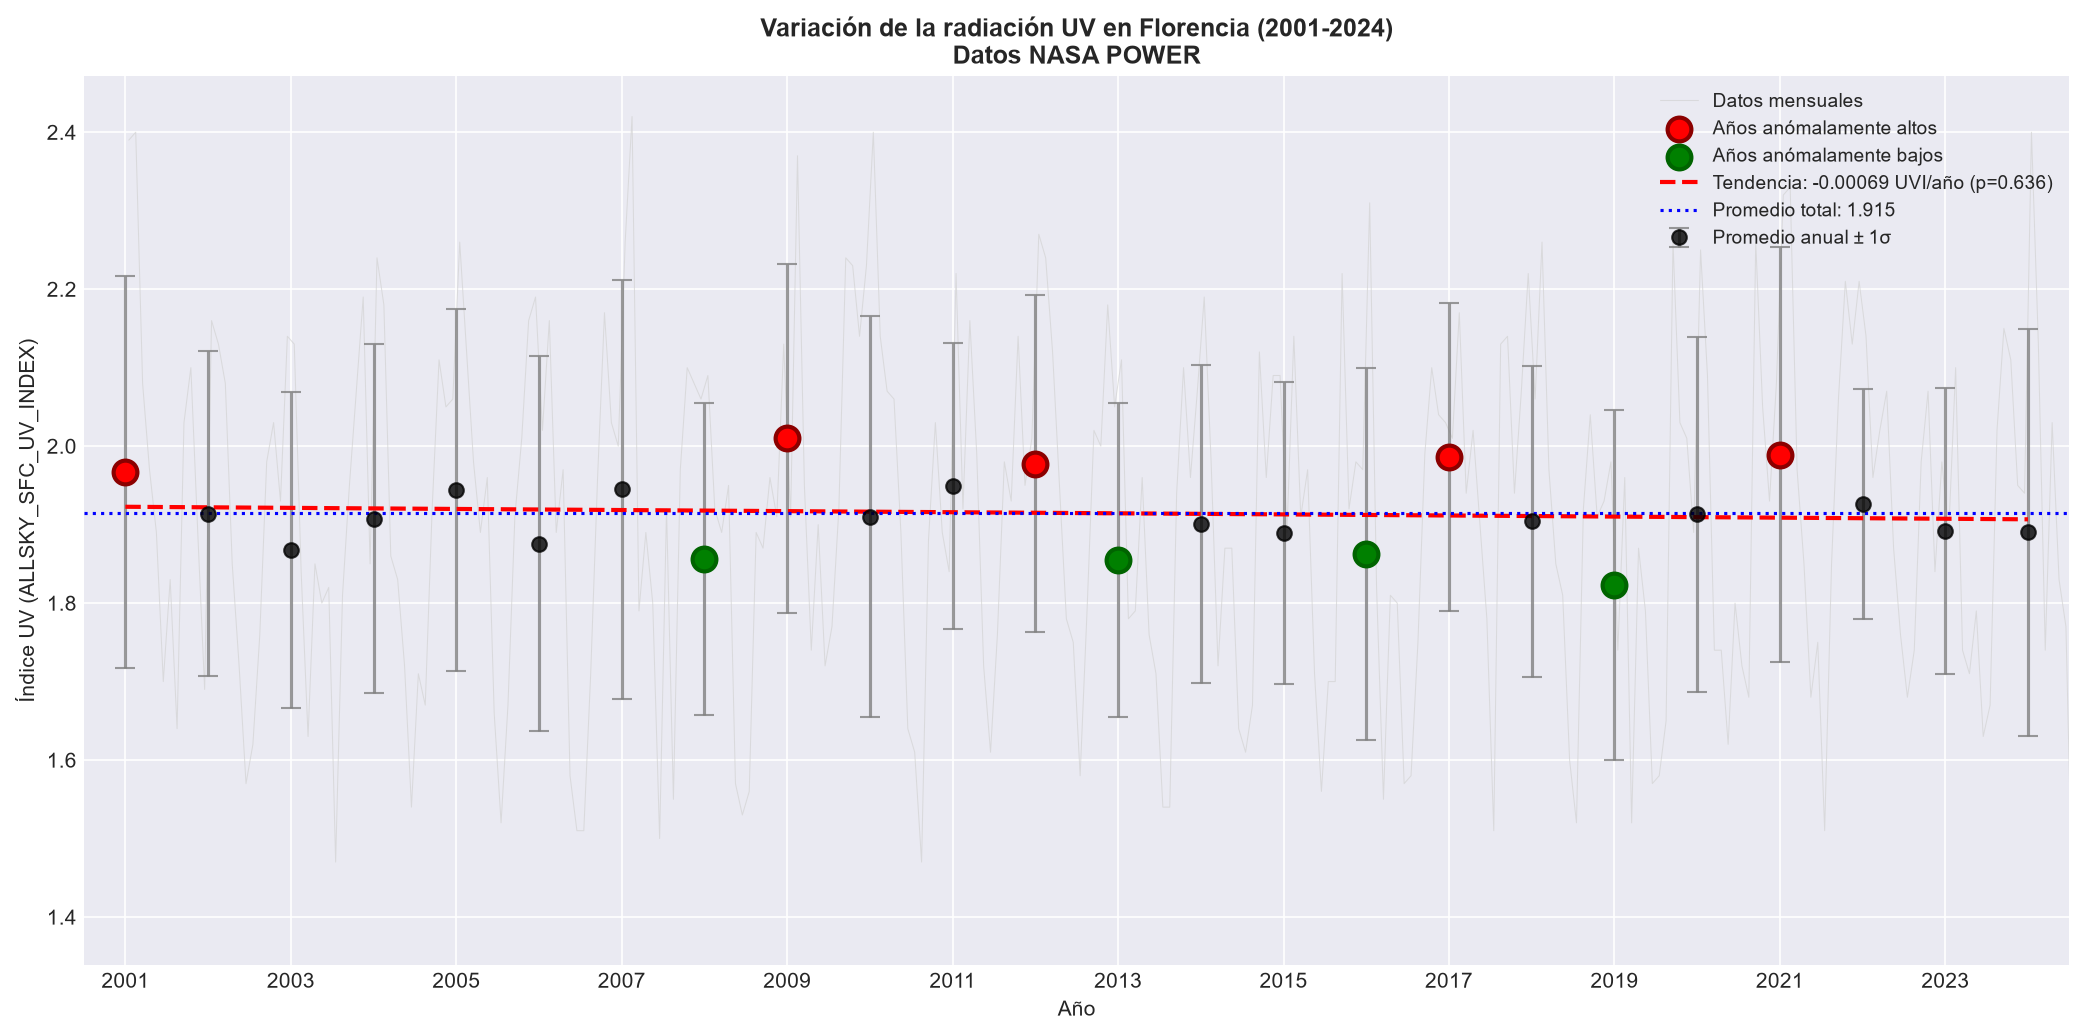 Variación de la radiación UV en Florencia (2001-2024)
Datos NASA POWER
Datos mensuales
Años anómalamente altos
Años anómalamente bajos
Tendencia: -0.00069 UVI/año (p=0.636)
Promedio total: 1.915
Promedio anual ± 1σ
Índice UV (ALLSKY_SFC_UV_INDEX)
2.4
2.2
2.0
1.8
1.6
1.4
2001 2003 2005 2007 2009 2011 2013 2015 2017 2019 2021 2023
Año